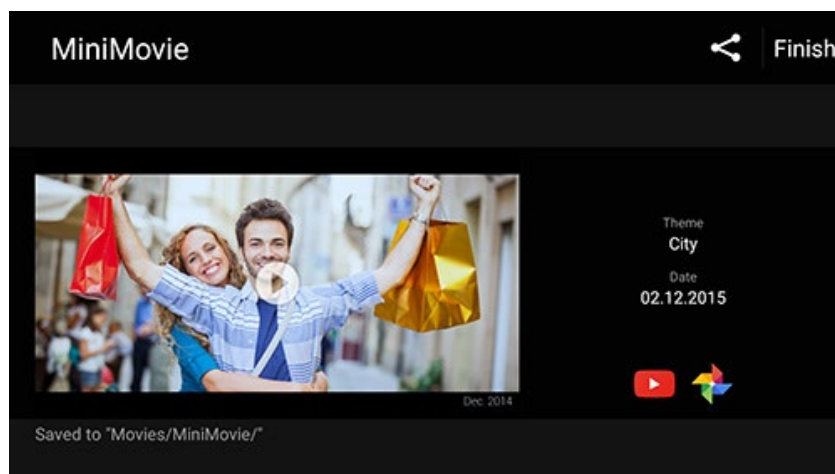 MiniMovie
Finish
Theme
City
Date
02.12.2015
Dec. 2014
Saved to "Movies/MiniMovie/"